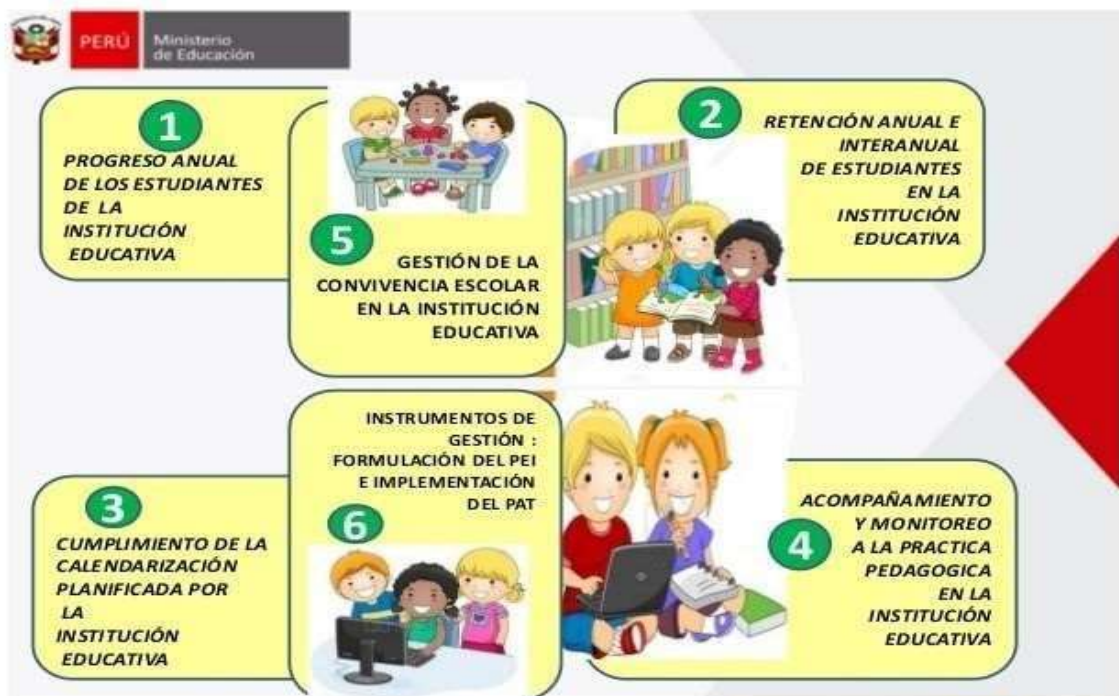 PERÚ
Ministerio
de Educación
1
PROGRESO ANUAL
DE LOS ESTUDIANTES
DE LA
INSTITUCIÓN
EDUCATIVA
2
RETENCIÓN ANUAL E
INTERANUAL
DE ESTUDIANTES
EN LA
INSTITUCIÓN
EDUCATIVA
5
GESTIÓN DE LA
CONVIVENCIA ESCOLAR
EN LA INSTITUCIÓN
EDUCATIVA
3
CUMPLIMIENTO DE LA
CALENDARIZACIÓN
PLANIFICADA POR
LA
INSTITUCIÓN
EDUCATIVA
INSTRUMENTOS DE
GESTIÓN :
FORMULACIÓN DEL PEI
E IMPLEMENTACIÓN
DEL PAT
6
4
ACOMPAÑAMIENTO
Y MONITOREO
A LA PRACTICA
PEDAGOGICA
EN LA
INSTITUCIÓN
EDUCATIVA